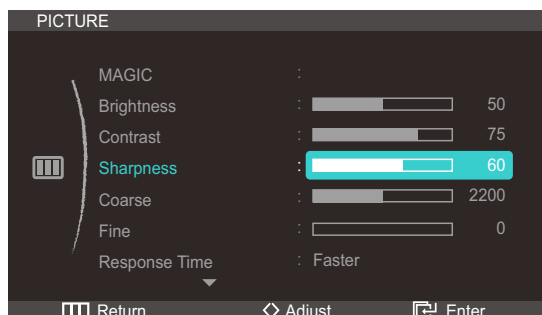 PICTURE
MAGIC :
Brightness : 50
Contrast : 75
Sharpness : 60
Coarse : 2200
Fine : 0
Response Time : Faster
Return Adjust Enter